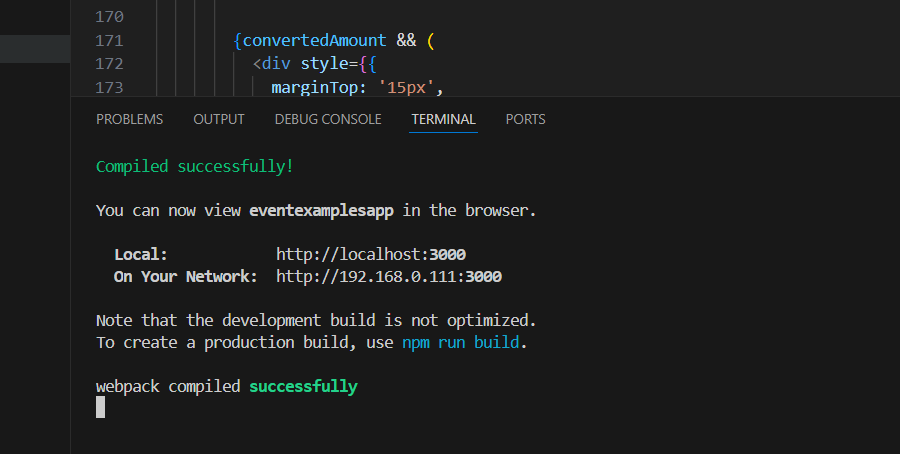 170
171 {convertedAmount && (
172 <div style={{
173 marginTop: '15px',
PROBLEMS OUTPUT DEBUG CONSOLE TERMINAL PORTS
Compiled successfully!
You can now view eventexamplesapp in the browser.
Local: http://localhost:3000
On Your Network: http://192.168.0.111:3000
Note that the development build is not optimized.
To create a production build, use npm run build.
webpack compiled successfully